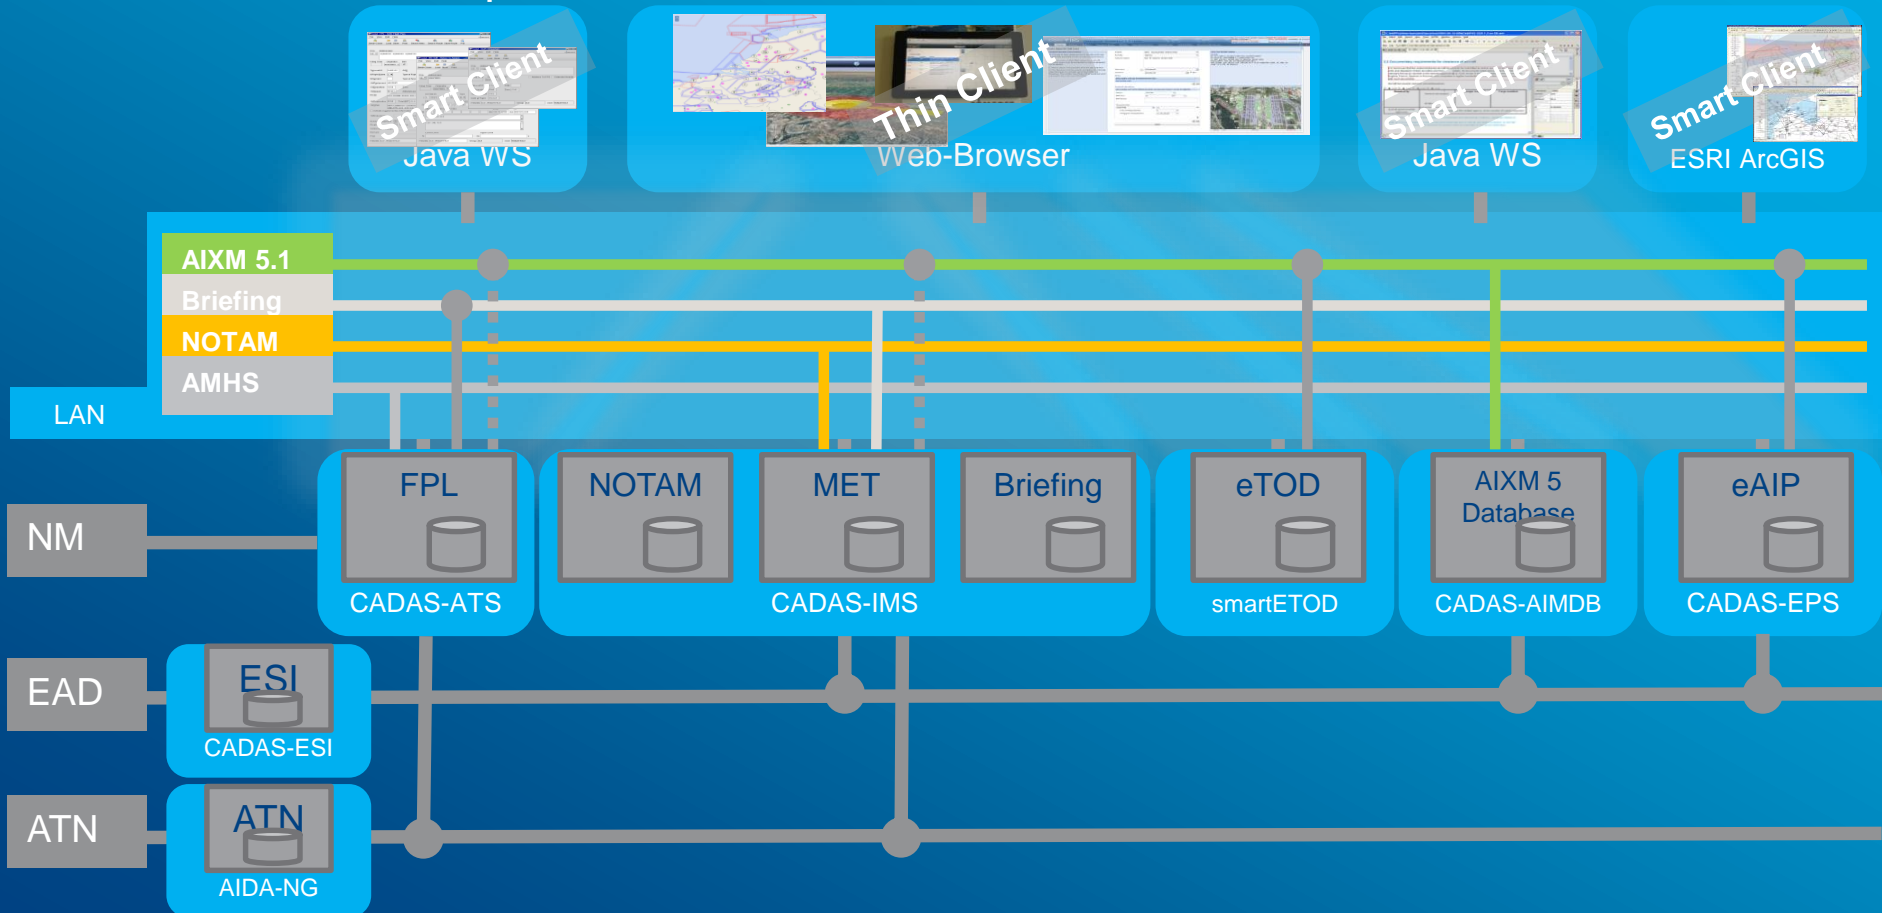 Smart Client
Java WS
Thin Client
Web-Browser
Smart Client
Java WS
Smart Client
ESRI ArcGIS
AIXM 5.1
Briefing
NOTAM
AMHS
LAN
FPL
NOTAM
MET
Briefing
eTOD
AIXM 5
Database
eAIP
NM
CADAS-ATS
CADAS-IMS
smartETOD
CADAS-AIMDB
CADAS-EPS
EAD
ESI
CADAS-ESI
ATN
ATN
AIDA-NG